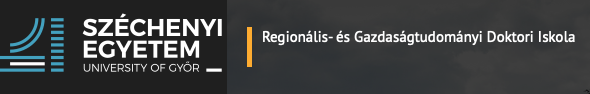 SZÉCHENYI
EGYETEM
UNIVERSITY OF GYŐR
Regionális- és Gazdaságtudományi Doktori Iskola